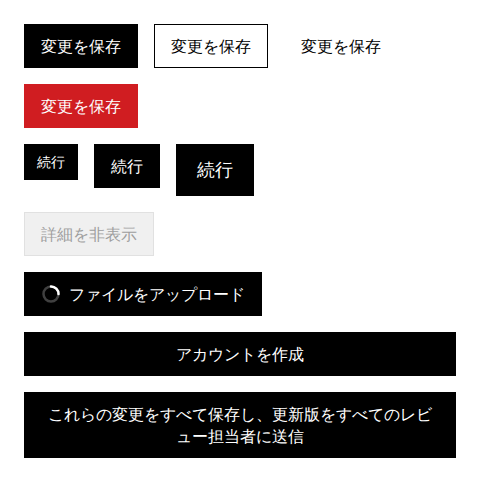 変更を保存 変更を保存 変更を保存
変更を保存
続行 続行 続行
詳細を非表示
ファイルをアップロード
アカウントを作成
これらの変更をすべて保存し、更新版をすべてのレビ
ュー担当者に送信